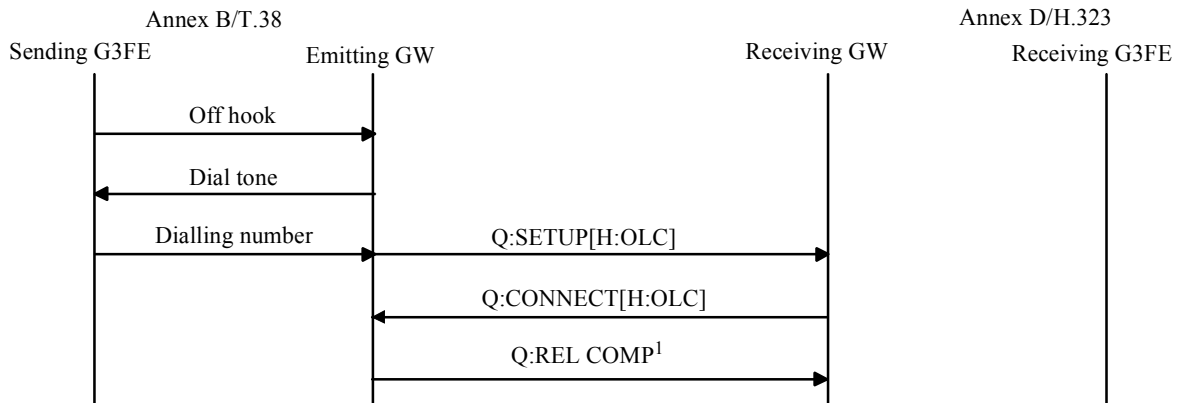 Annex B/T.38
Annex D/H.323
Sending G3FE
Emitting GW
Receiving GW
Receiving G3FE
Off hook
Dial tone
Dialling number
Q:SETUP[H:OLC]
Q:CONNECT[H:OLC]
Q:REL COMP¹